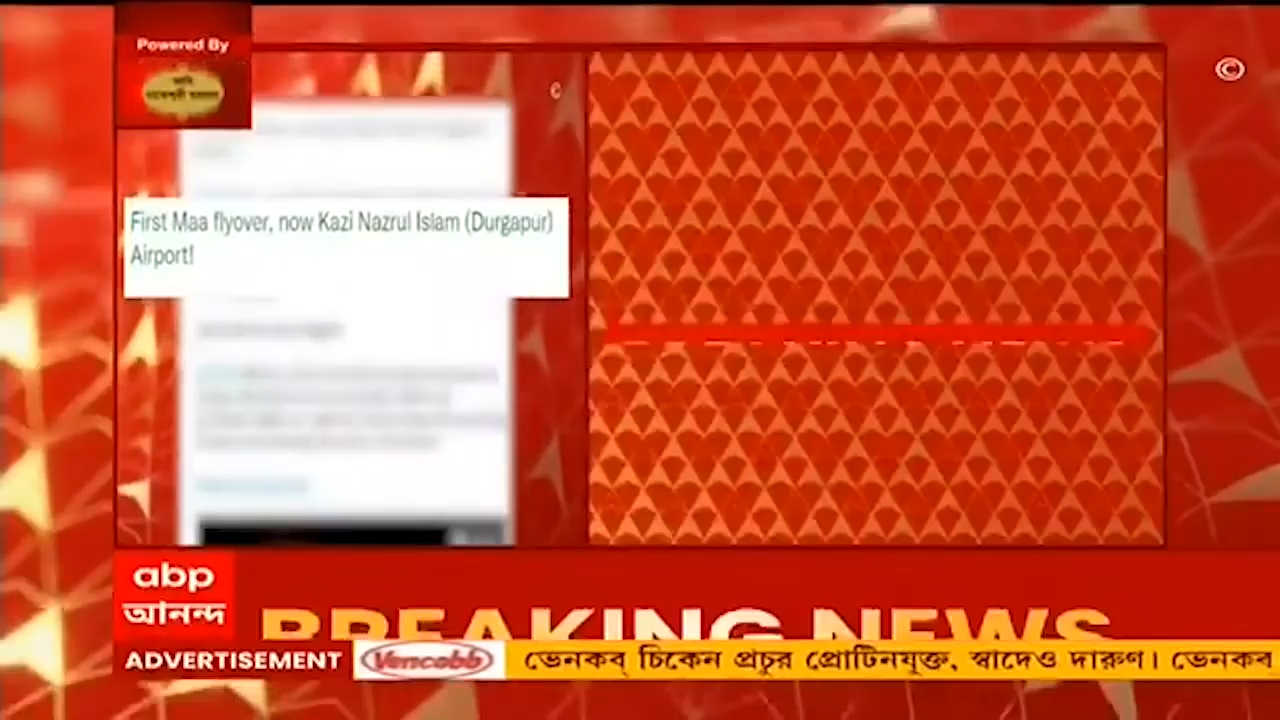 Powered By
©
First Maa flyover, now Kazi Nazrul Islam (Durgapur)
Airport!
abp
আনন্দ
BREAKING NEWS
ADVERTISEMENT
Vencobb
ভেনকব্ চিকেন প্রচুর প্রোটিনযুক্ত, স্বাদেও দারুণ। ভেনকব